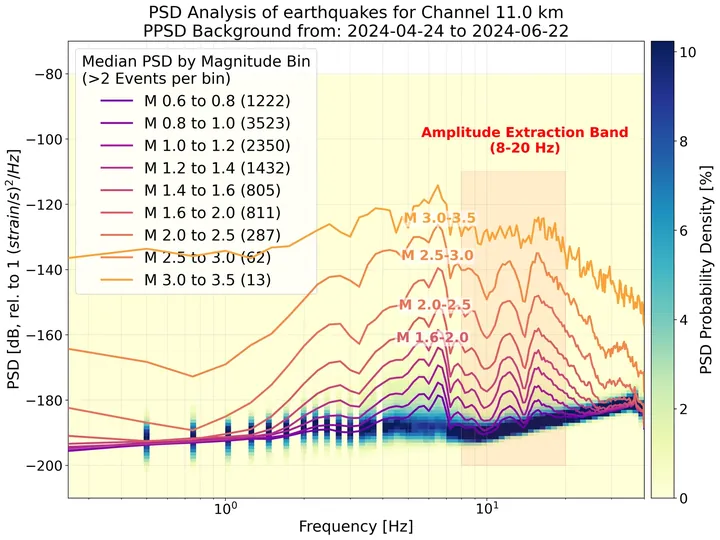 PSD Analysis of earthquakes for Channel 11.0 km
PPSD Background from: 2024-04-24 to 2024-06-22
Median PSD by Magnitude Bin
(>2 Events per bin)
M 0.6 to 0.8 (1222)
M 0.8 to 1.0 (3523)
M 1.0 to 1.2 (2350)
M 1.2 to 1.4 (1432)
M 1.4 to 1.6 (805)
M 1.6 to 2.0 (811)
M 2.0 to 2.5 (287)
M 2.5 to 3.5 (62)
M 3.0 to 3.5 (13)
Amplitude Extraction Band
(8-20 Hz)
M 3.0-3.5
M 2.5-3.0
M 2.0-2.5
M 1.6-2.0
PSD [dB, rel. to 1 (strain/s)²/Hz]
−80
−100
−120
−140
−160
−180
−200
10⁰
10¹
Frequency [Hz]
10
8
6
4
2
0
PSD Probability Density [%]